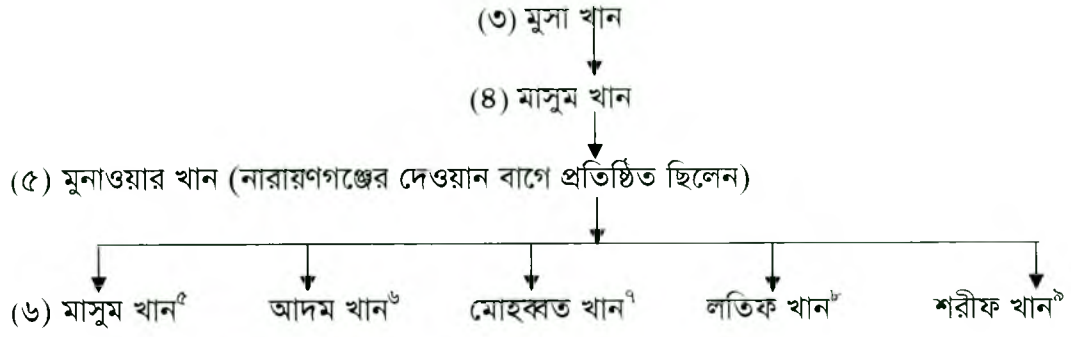 (৩) মুসা খান
(৪) মাসুম খান
(৫) মুনাওয়ার খান (নারায়ণগঞ্জের দেওয়ান বাগে প্রতিষ্ঠিত ছিলেন)
(৬) মাসুম খান৫ আদম খান৬ মোহব্বত খান৭ লতিফ খান৮ শরীফ খান৯